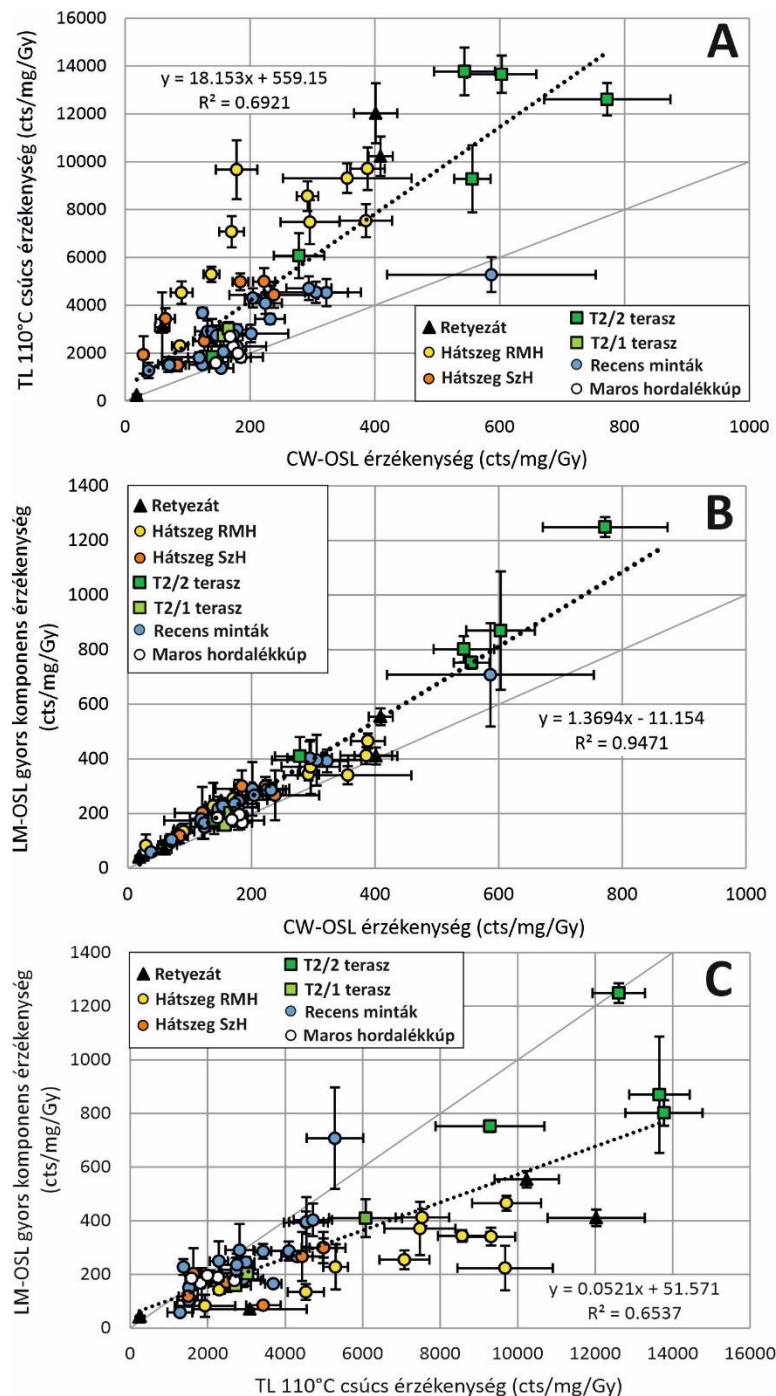 A
16000
14000
12000
10000
8000
6000
4000
2000
0
TL 110°C csúcs érzékenység (cts/mg/Gy)
y = 18.153x + 559.15
R² = 0.6921
Retyezát
Hátszeg RMH
Hátszeg SzH
T2/2 terasz
T2/1 terasz
Recens minták
Maros hordalékkúp
0 200 400 600 800 1000
CW-OSL érzékenység (cts/mg/Gy)
B
1400
1200
1000
800
600
400
200
0
LM-OSL gyors komponens érzékenység
(cts/mg/Gy)
Retyezát
Hátszeg RMH
Hátszeg SzH
T2/2 terasz
T2/1 terasz
Recens minták
Maros hordalékkúp
y = 1.3694x - 11.154
R² = 0.9471
0 200 400 600 800 1000
CW-OSL érzékenység (cts/mg/Gy)
C
1400
1200
1000
800
600
400
200
0
LM-OSL gyors komponens érzékenység
(cts/mg/Gy)
Retyezát
Hátszeg RMH
Hátszeg SzH
T2/2 terasz
T2/1 terasz
Recens minták
Maros hordalékkúp
y = 0.0521x + 51.571
R² = 0.6537
0 2000 4000 6000 8000 10000 12000 14000 16000
TL 110°C csúcs érzékenység (cts/mg/Gy)